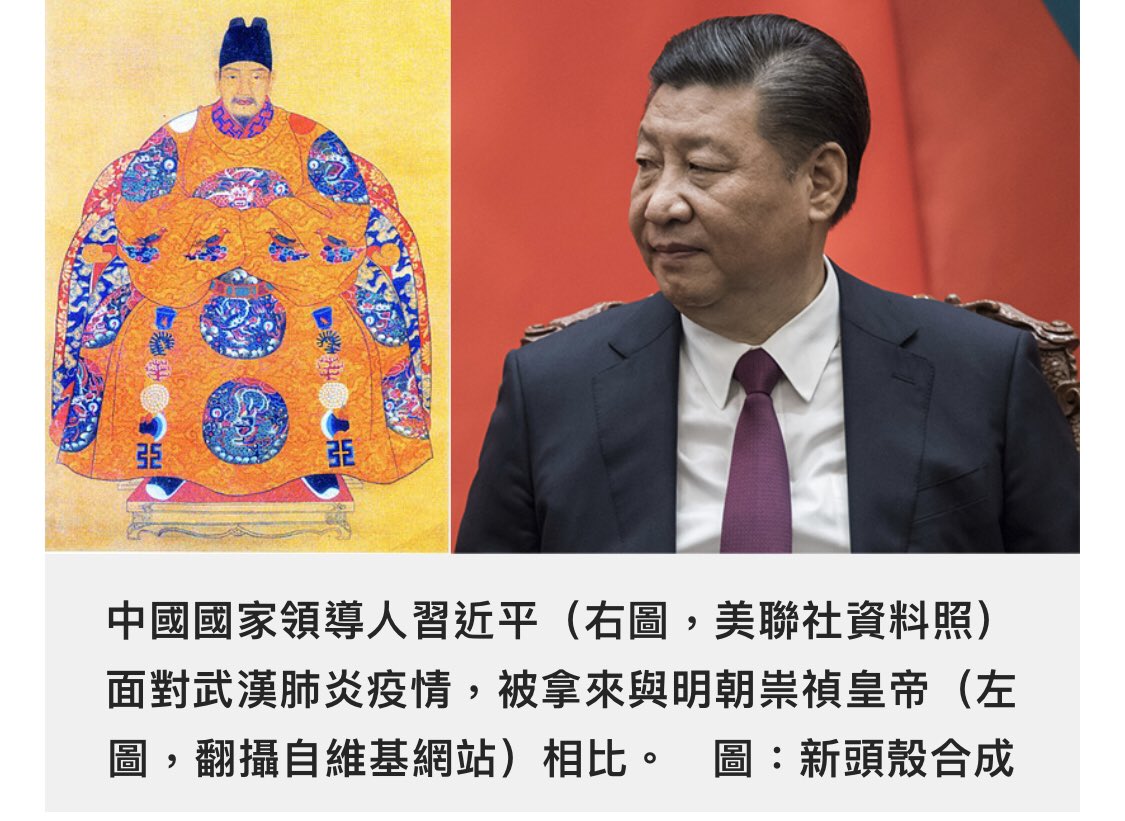 中國國家領導人習近平（右圖，美聯社資料照）
面對武漢肺炎疫情，被拿來與明朝崇禎皇帝（左
圖，翻攝自維基網站）相比。　圖：新頭殼合成